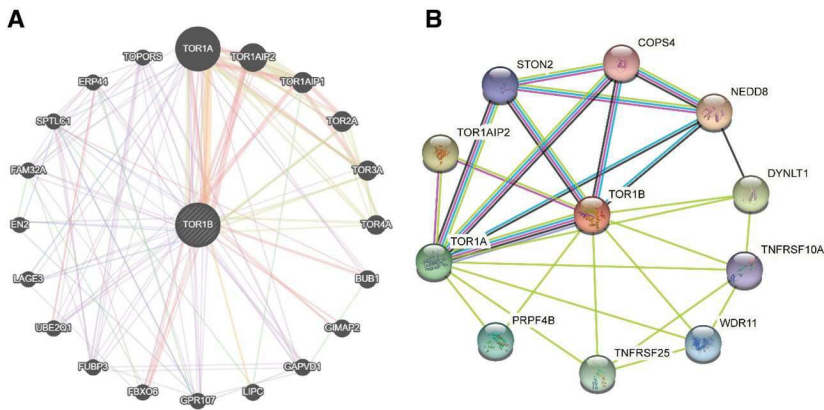 A
TOR1A
TOR1AIP2
TOR1AIP1
TOR2A
TOR3A
TOR4A
BUB1
GIMAP2
GAPVD1
LIPC
GPR107
FBXO6
FUBP3
UBE2Q1
LAGE3
EN2
FAM32A
SPTLC1
ERP44
TOPORS
TOR1B
B
COPS4
STON2
NEDD8
TOR1AIP2
DYNLT1
TOR1B
TOR1A
TNFRSF10A
PRPF4B
WDR11
TNFRSF25